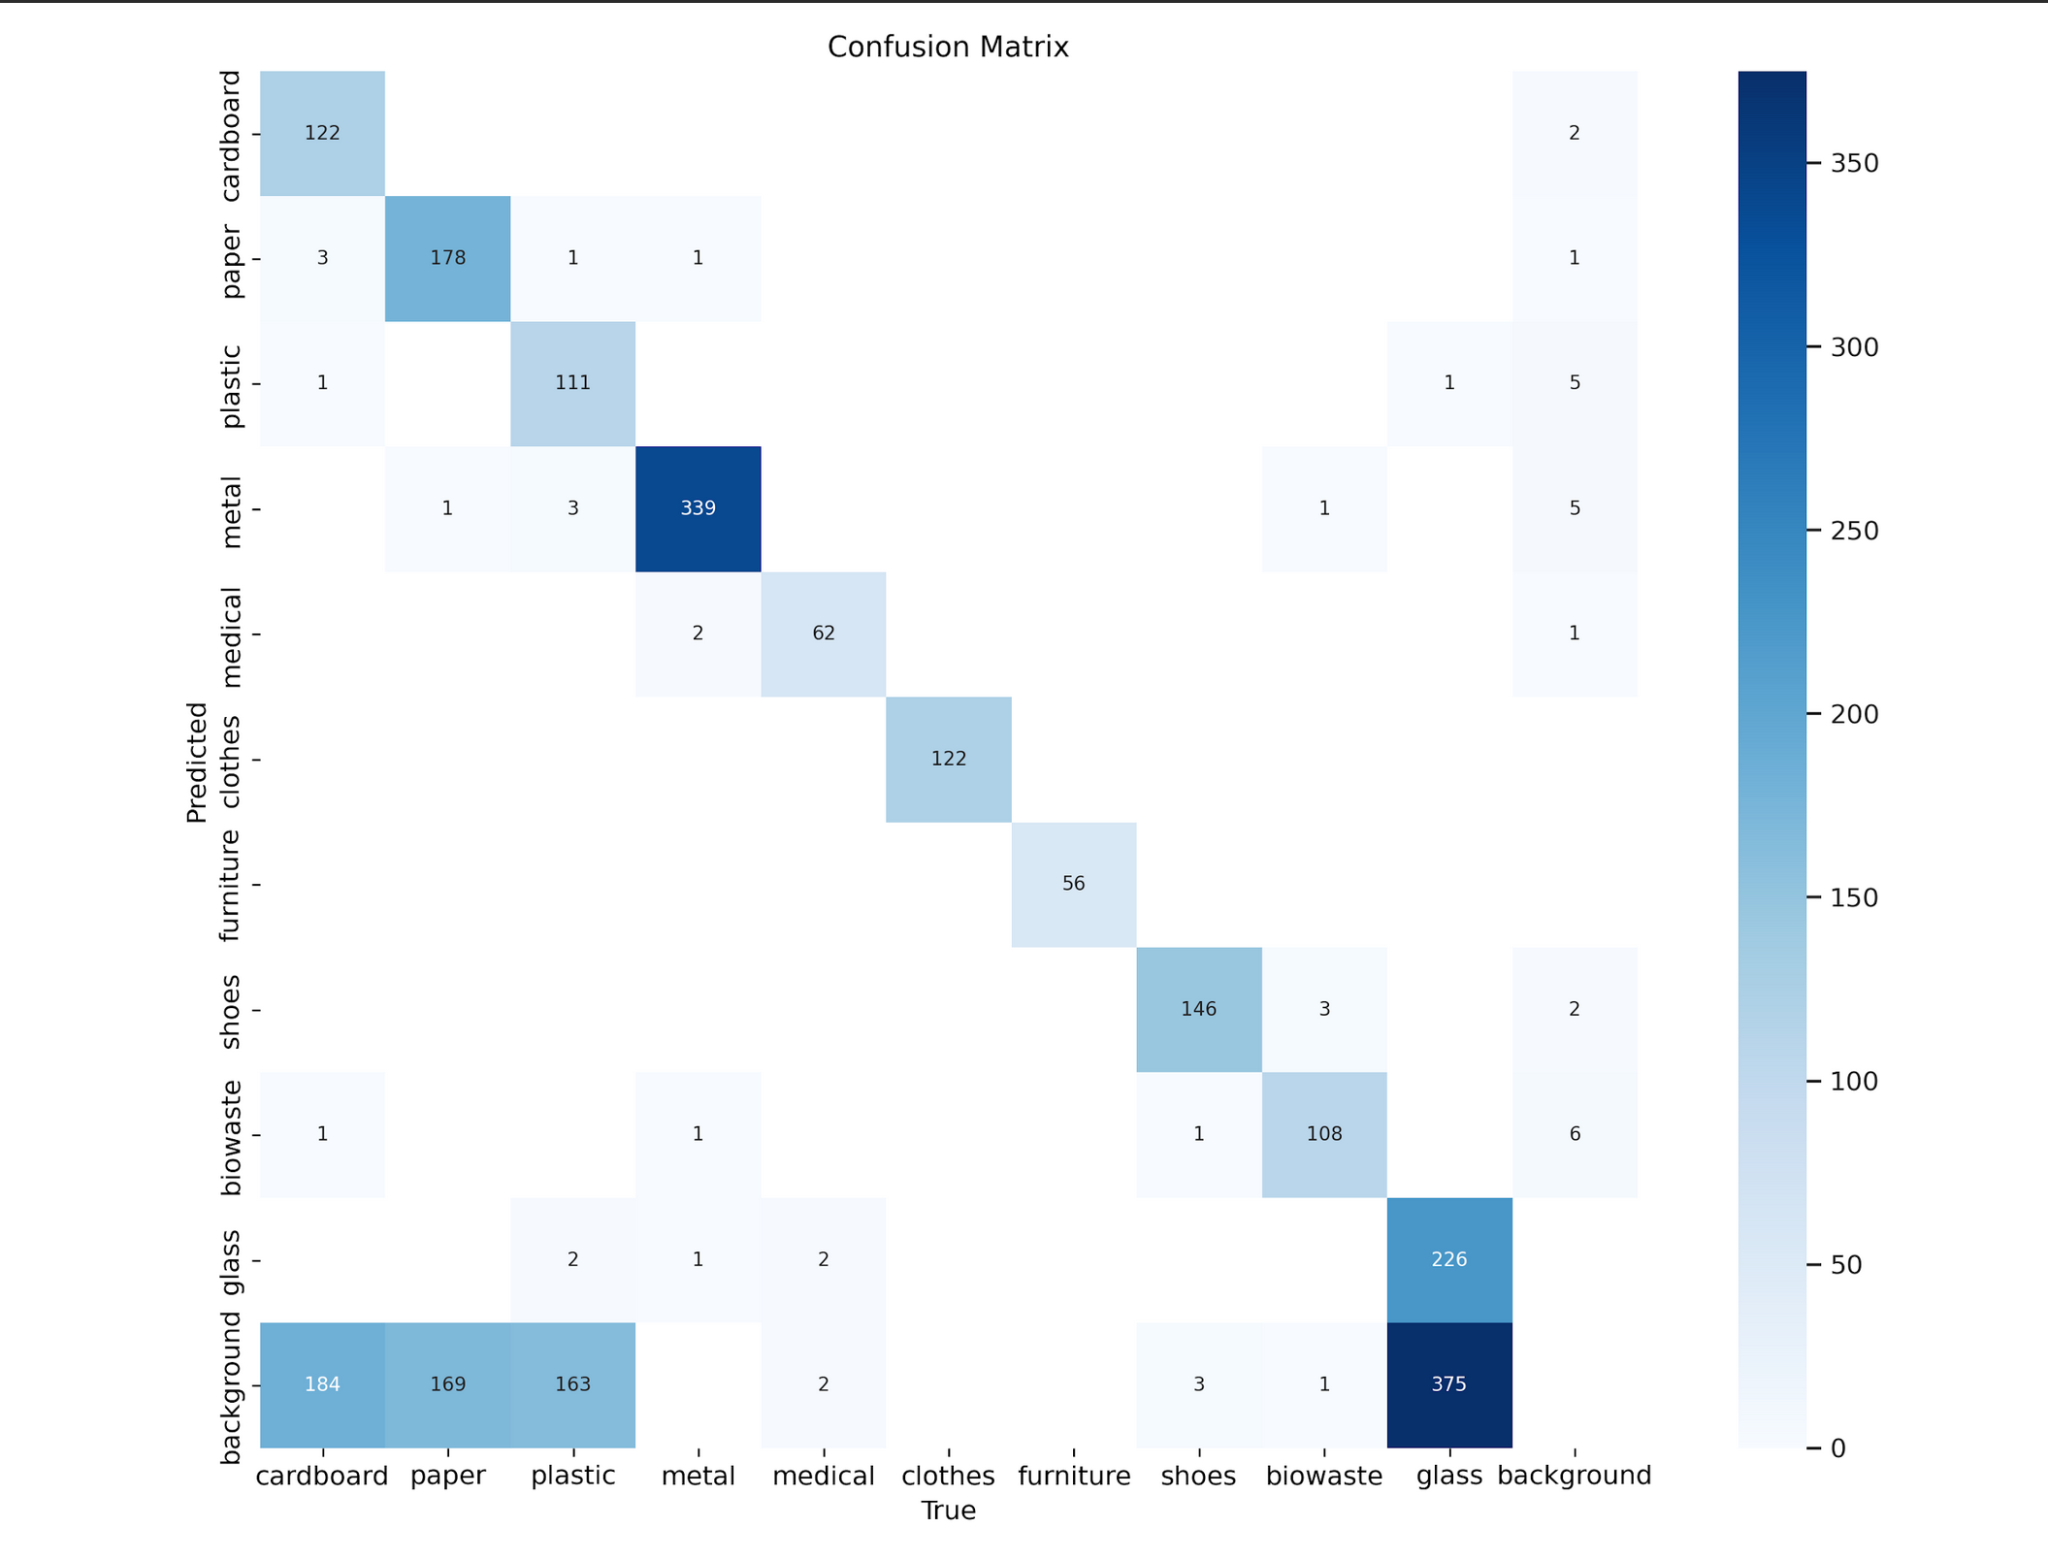 Confusion Matrix
cardboard 122 2
paper 3 178 1 1 1
plastic 1 111 1 5
metal 1 3 339 1 5
medical 2 62 1
clothes 122
furniture 56
shoes 146 3 2
biowaste 1 1 1 108 6
glass 2 1 2 226
background 184 169 163 2 3 1 375
Predicted
cardboard paper plastic metal medical clothes furniture shoes biowaste glass background
True
350
300
250
200
150
100
50
0